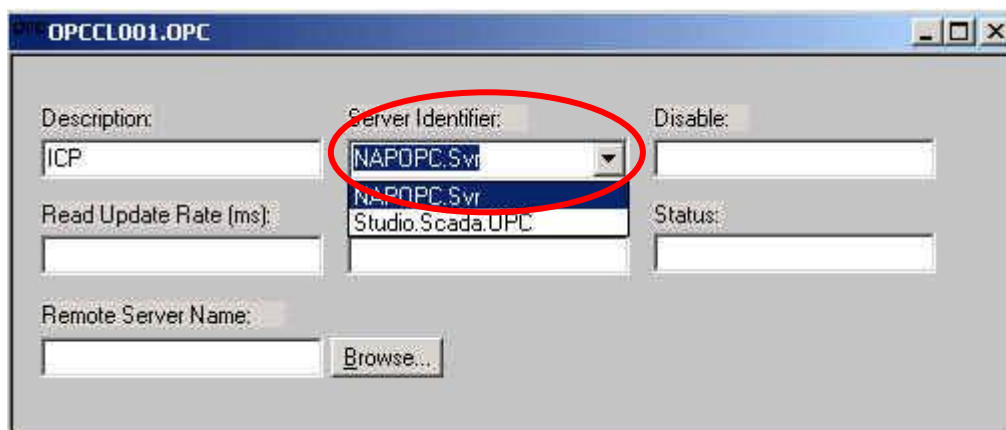 OPCCL001.OPC
Description: Server Identifier: Disable:
ICP NAPOPC.Svr
NAPOPC.Svr
Studio.Scada.OPC
Read Update Rate (ms): Status:
Remote Server Name:
Browse...